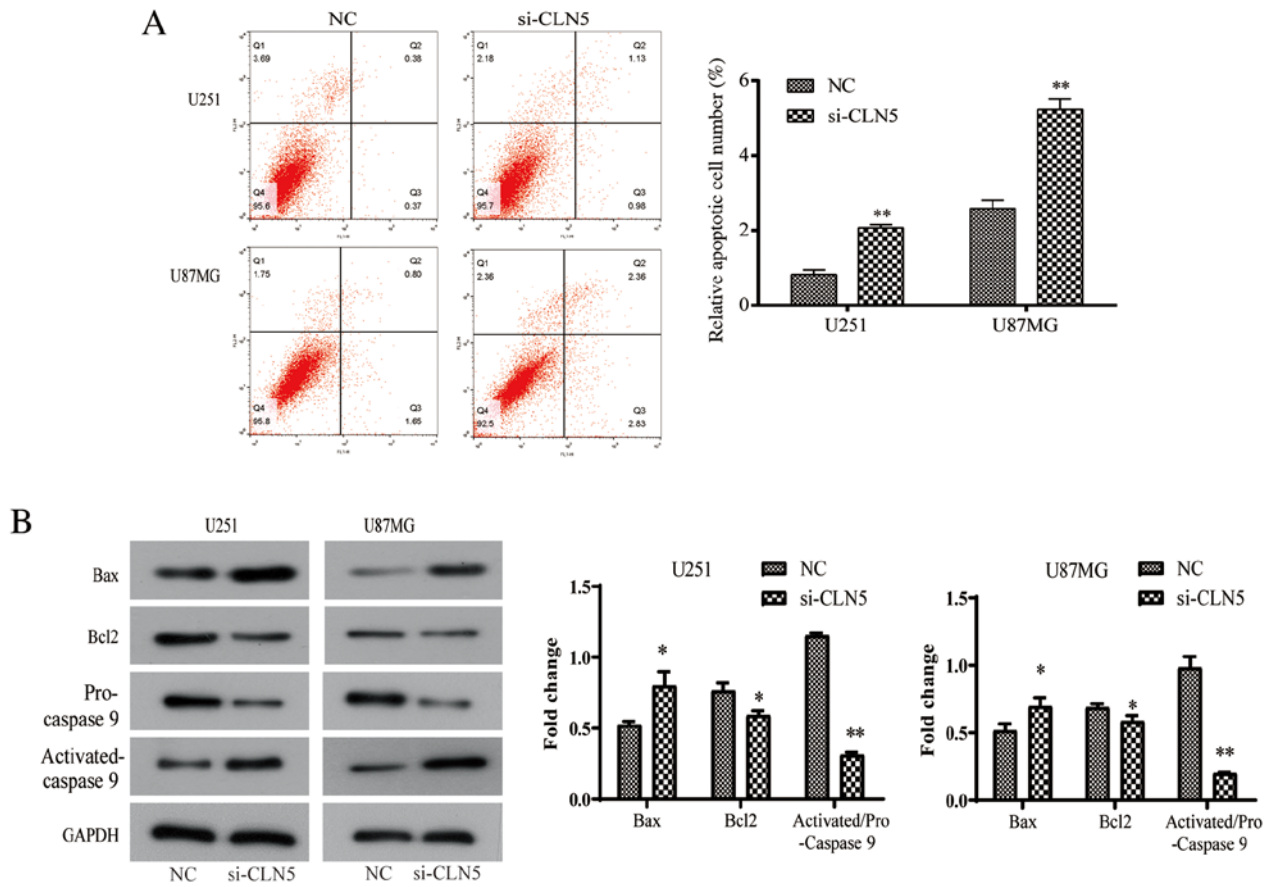 A
NC
si-CLN5
U251
Q1
3.69
Q2
0.38
Q4
95.6
Q3
0.37
Q1
2.18
Q2
1.13
Q4
95.7
Q3
0.98
U87MG
Q1
1.75
Q2
0.80
Q4
95.8
Q3
1.65
Q1
2.36
Q2
2.36
Q4
92.5
Q3
2.83
Relative apoptotic cell number (%)
6
4
2
0
NC
si-CLN5
**
**
U251
U87MG
B
U251
U87MG
Bax
Bcl2
Pro-
caspase 9
Activated-
caspase 9
GAPDH
NC
si-CLN5
NC
si-CLN5
U251
NC
si-CLN5
Fold change
1.5
1.0
0.5
0.0
*
*
**
Bax
Bcl2
Activated/Pro
-Caspase 9
U87MG
NC
si-CLN5
Fold change
1.5
1.0
0.5
0.0
*
*
**
Bax
Bcl2
Activated/Pro
-Caspase 9